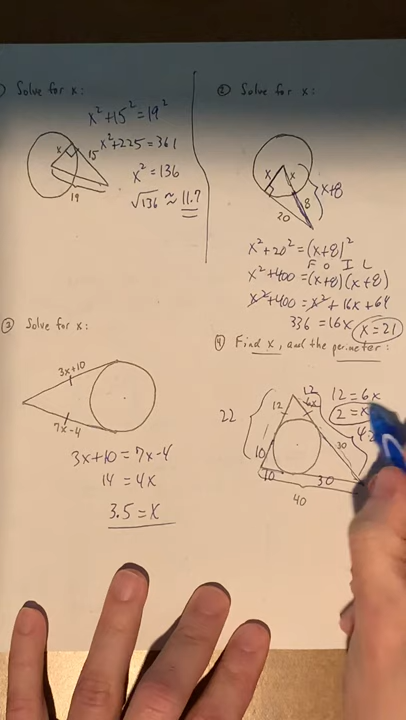 Solve for x:
x² + 15² = 19²
x² + 225 = 361
x² = 136
√136 ≈ 11.7
x
15
19
② Solve for x:
x
x
8
x+8
20
x² + 20² = (x+8)²
F O I L
x² + 400 = (x+8)(x+8)
x² + 400 = x² + 16x + 64
336 = 16x
x = 21
③ Solve for x:
3x+10
7x-4
3x+10 = 7x-4
14 = 4x
3.5 = x
④ Find x, and the perimeter:
12
6x
12
12 = 6x
2 = x
22
42
10
30
10
30
40